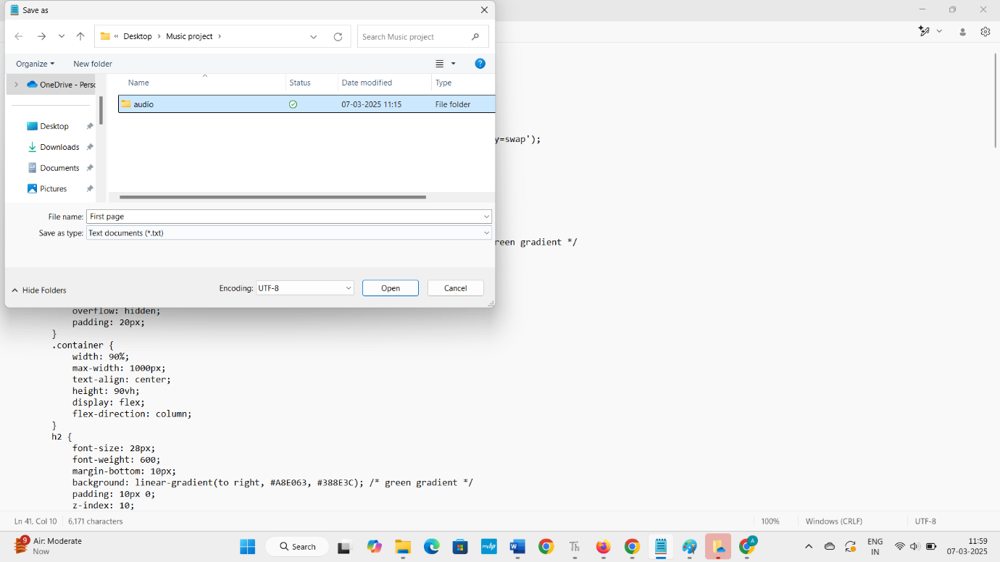 Save as
« Desktop > Music project >
Search Music project
Organize
New folder
?
Name
Status
Date modified
Type
OneDrive - Perso
audio
07-03-2025 11:15
File folder
Desktop
Downloads
Documents
Pictures
File name:
First page
Save as type:
Text documents (*.txt)
Hide Folders
Encoding:
UTF-8
Open
Cancel
y=swap');
reen gradient */
overflow: hidden;
padding: 20px;
}
.container {
width: 90%;
max-width: 1000px;
text-align: center;
height: 90vh;
display: flex;
flex-direction: column;
}
h2 {
font-size: 28px;
font-weight: 600;
margin-bottom: 10px;
background: linear-gradient(to right, #A8E063, #388E3C); /* green gradient */
padding: 10px 0;
z-index: 10;
Ln 41, Col 10
6,171 characters
100%
Windows (CRLF)
UTF-8
9
Air: Moderate
Now
Search
myhp
W
Th
A
ENG
IN
11:59
07-03-2025